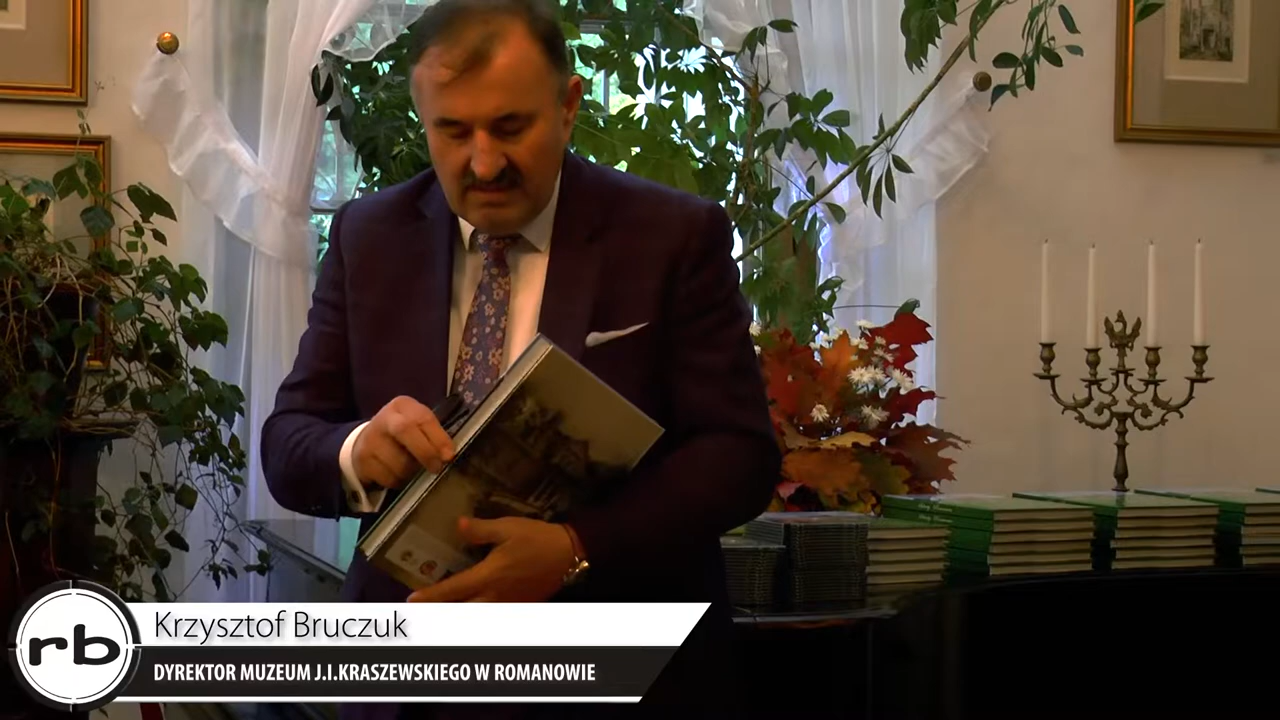 rb
Krzysztof Bruczuk
DYREKTOR MUZEUM J.I.KRASZEWSKIEGO W ROMANOWIE